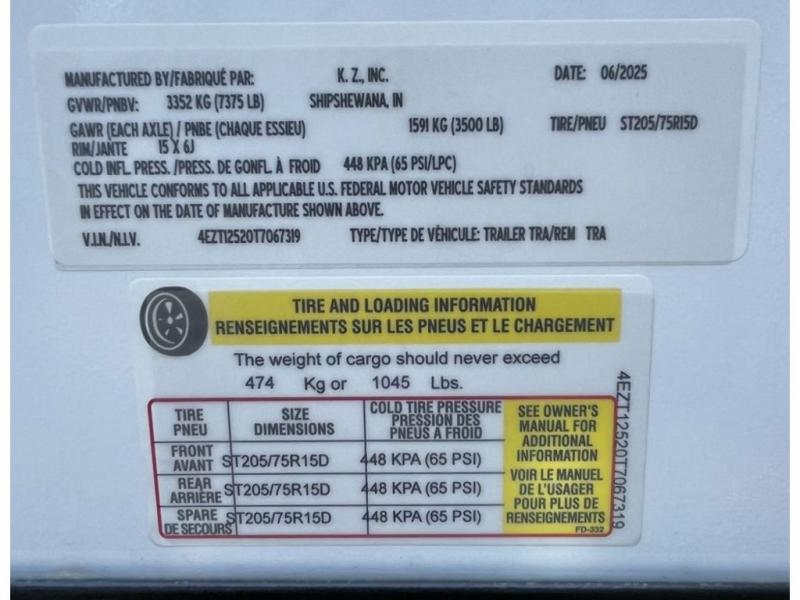 MANUFACTURED BY/FABRIQUÉ PAR: K. Z., INC. DATE: 06/2025
GVWR/PNBV: 3352 KG (7375 LB) SHIPSHEWANA, IN
GAWR (EACH AXLE) / PNBE (CHAQUE ESSIEU) 1591 KG (3500 LB) TIRE/PNEU ST205/75R15D
RIM/JANTE 15 X 6J
COLD INFL. PRESS. /PRESS. DE GONFL. À FROID 448 KPA (65 PSI/LPC)
THIS VEHICLE CONFORMS TO ALL APPLICABLE U.S. FEDERAL MOTOR VEHICLE SAFETY STANDARDS
IN EFFECT ON THE DATE OF MANUFACTURE SHOWN ABOVE.
V.I.N./N.I.V. 4EZT12520T7067319 TYPE/TYPE DE VÉHICULE: TRAILER TRA/REM TRA
TIRE AND LOADING INFORMATION
RENSEIGNEMENTS SUR LES PNEUS ET LE CHARGEMENT
The weight of cargo should never exceed
474 Kg or 1045 Lbs.
TIRE
PNEU
SIZE
DIMENSIONS
COLD TIRE PRESSURE
PRESSION DES
PNEUS A FROID
FRONT
AVANT
ST205/75R15D
448 KPA (65 PSI)
REAR
ARRIÈRE
ST205/75R15D
448 KPA (65 PSI)
SPARE
DE SECOURS
ST205/75R15D
448 KPA (65 PSI)
SEE OWNER'S
MANUAL FOR
ADDITIONAL
INFORMATION
VOIR LE MANUEL
DE L'USAGER
POUR PLUS DE
RENSEIGNEMENTS
FD-332
4EZT12520T7067319